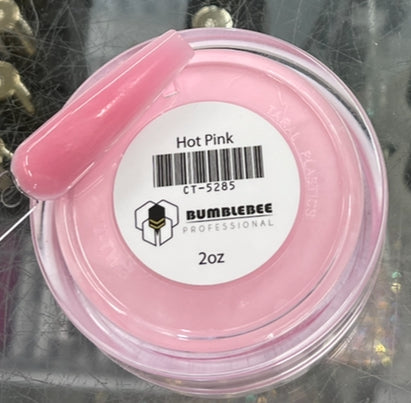 Hot Pink
CT-5285
BUMBLEBEE
PROFESSIONAL
2oz